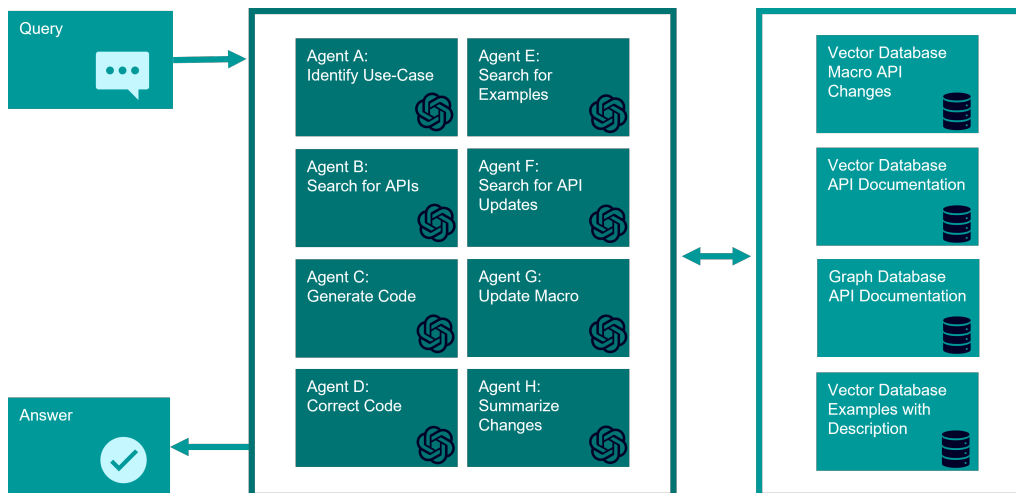 Query
Agent A:
Identify Use-Case
Agent E:
Search for
Examples
Agent B:
Search for APIs
Agent F:
Search for API
Updates
Agent C:
Generate Code
Agent G:
Update Macro
Agent D:
Correct Code
Agent H:
Summarize
Changes
Vector Database
Macro API
Changes
Vector Database
API Documentation
Graph Database
API Documentation
Vector Database
Examples with
Description
Answer